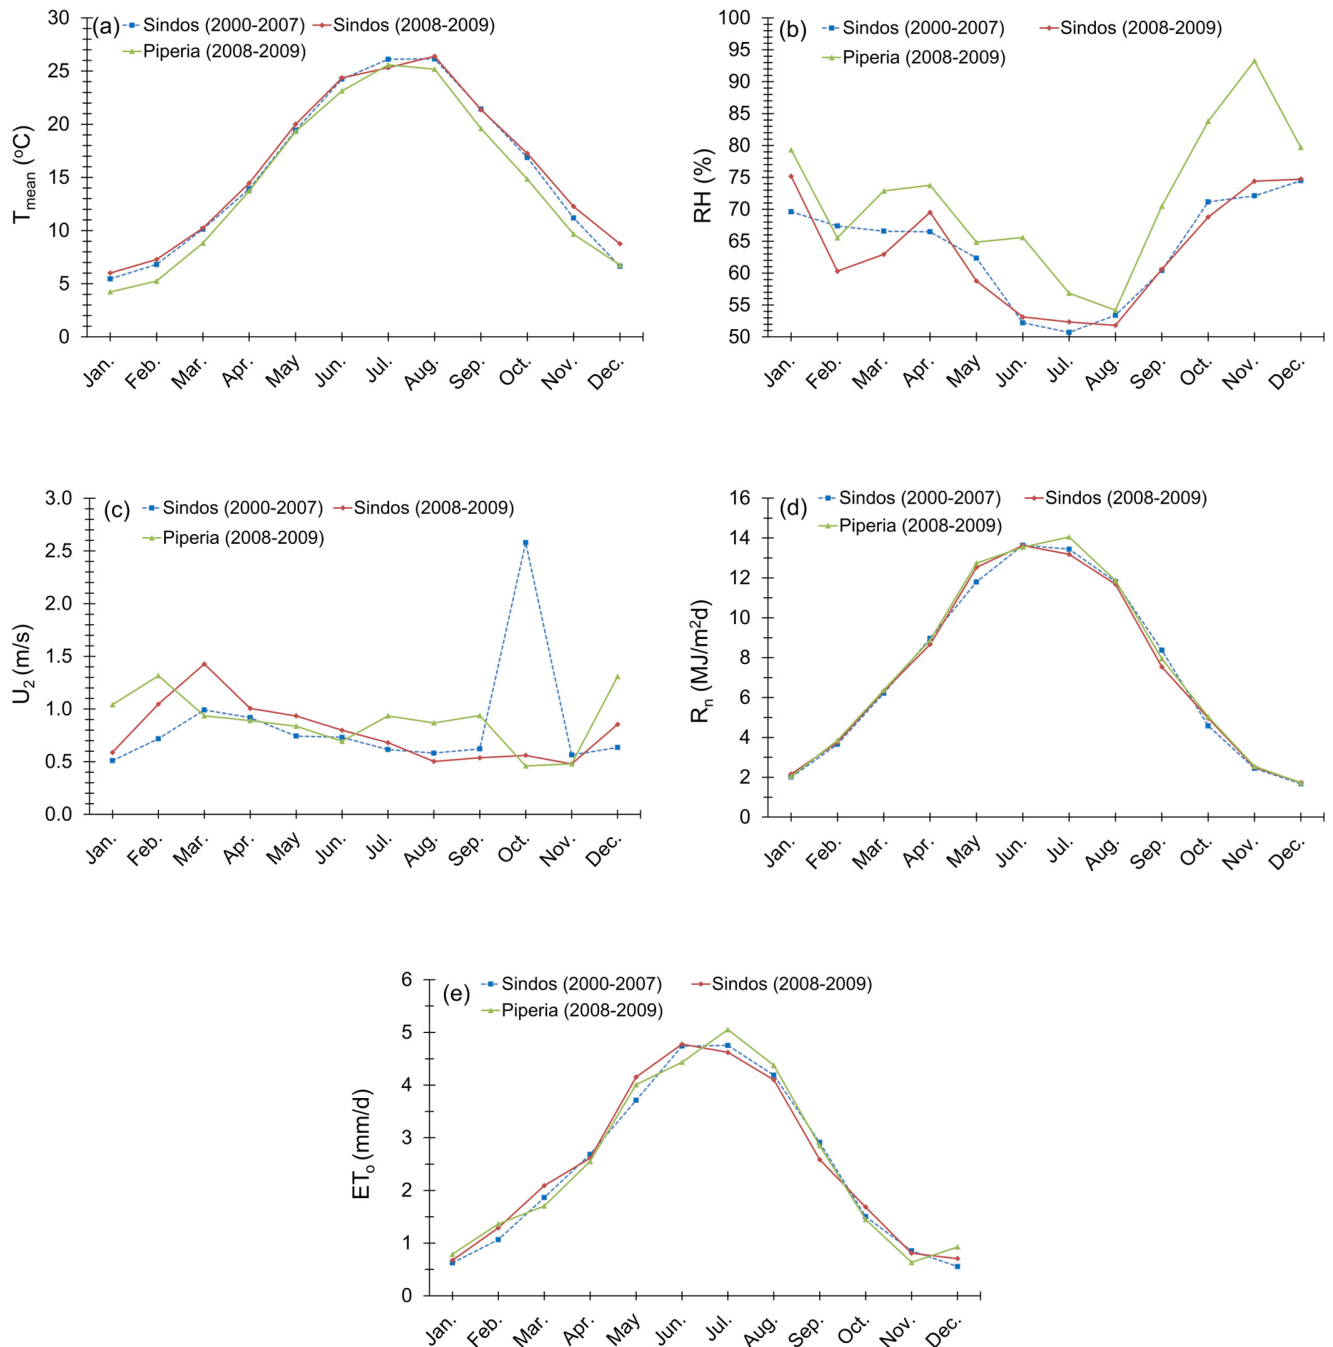 (a)
Sindos (2000-2007) Sindos (2008-2009)
Piperia (2008-2009)
30
25
20
15
10
5
0
Tmean (oC)
Jan. Feb. Mar. Apr. May Jun. Jul. Aug. Sep. Oct. Nov. Dec.
(b)
Sindos (2000-2007) Sindos (2008-2009)
Piperia (2008-2009)
100
95
90
85
80
75
70
65
60
55
50
RH (%)
Jan. Feb. Mar. Apr. May Jun. Jul. Aug. Sep. Oct. Nov. Dec.
(c)
Sindos (2000-2007) Sindos (2008-2009)
Piperia (2008-2009)
3.0
2.5
2.0
1.5
1.0
0.5
0.0
U2 (m/s)
Jan. Feb. Mar. Apr. May Jun. Jul. Aug. Sep. Oct. Nov. Dec.
(d)
Sindos (2000-2007) Sindos (2008-2009)
Piperia (2008-2009)
16
14
12
10
8
6
4
2
0
Rn (MJ/m2d)
Jan. Feb. Mar. Apr. May Jun. Jul. Aug. Sep. Oct. Nov. Dec.
(e)
Sindos (2000-2007) Sindos (2008-2009)
Piperia (2008-2009)
6
5
4
3
2
1
0
ETo (mm/d)
Jan. Feb. Mar. Apr. May Jun. Jul. Aug. Sep. Oct. Nov. Dec.